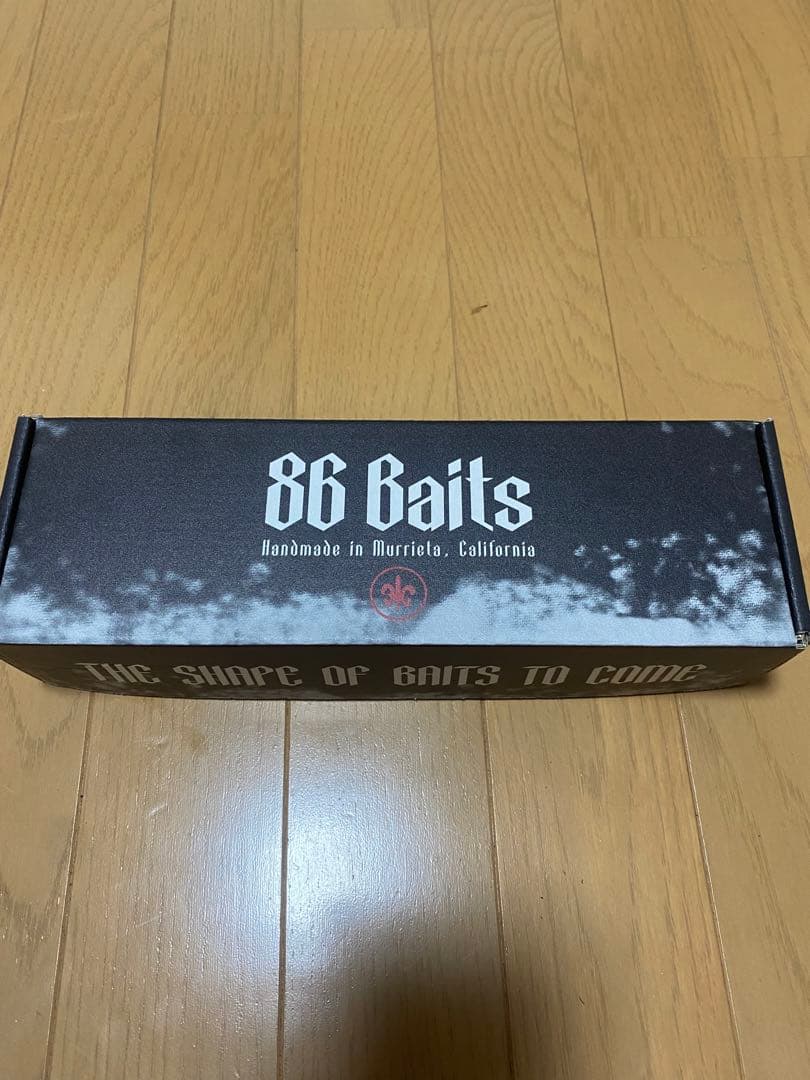 86 Baits
Handmade in Murrieta, California
THE SHAPE OF BAITS TO COME